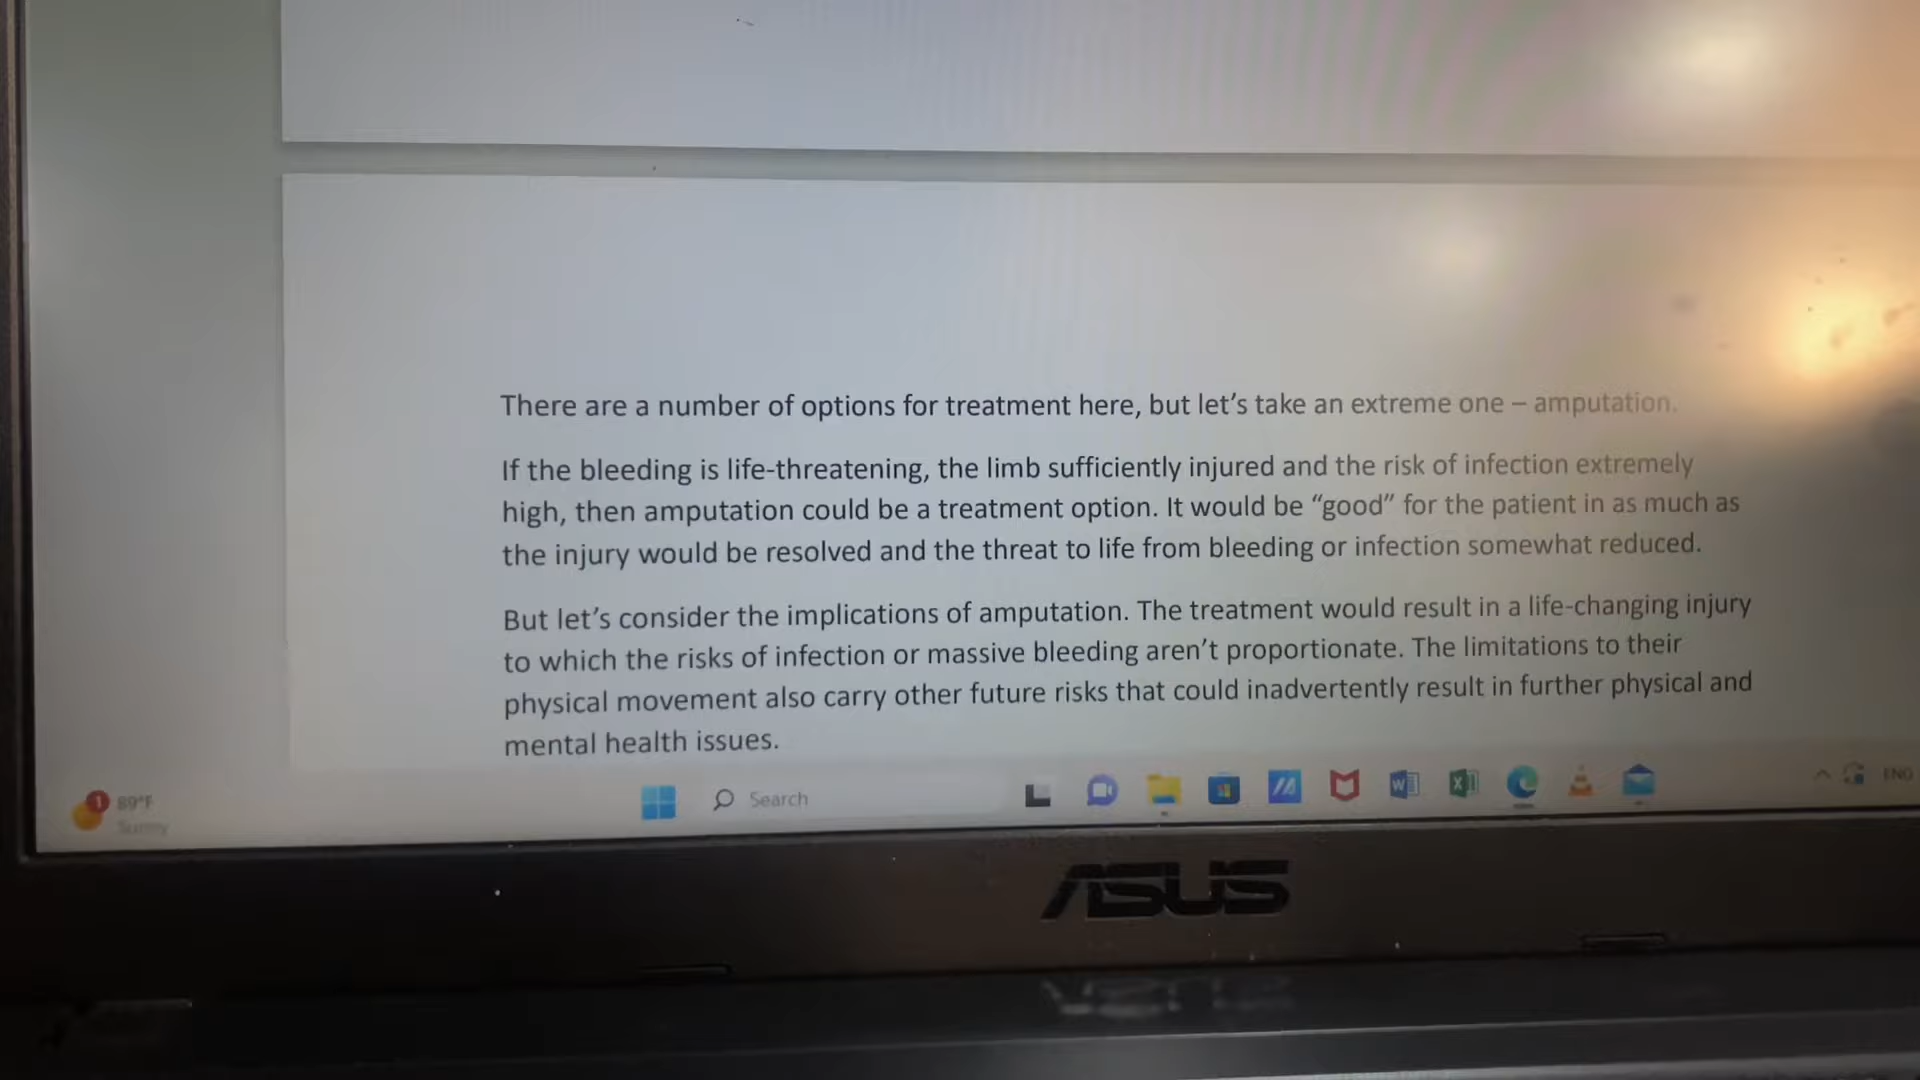 There are a number of options for treatment here, but let’s take an extreme one – amputation.
If the bleeding is life-threatening, the limb sufficiently injured and the risk of infection extremely
high, then amputation could be a treatment option. It would be “good” for the patient in as much as
the injury would be resolved and the threat to life from bleeding or infection somewhat reduced.
But let’s consider the implications of amputation. The treatment would result in a life-changing injury
to which the risks of infection or massive bleeding aren’t proportionate. The limitations to their
physical movement also carry other future risks that could inadvertently result in further physical and
mental health issues.
1
89°F
Sunny
Search
W
X
ENG
ASUS